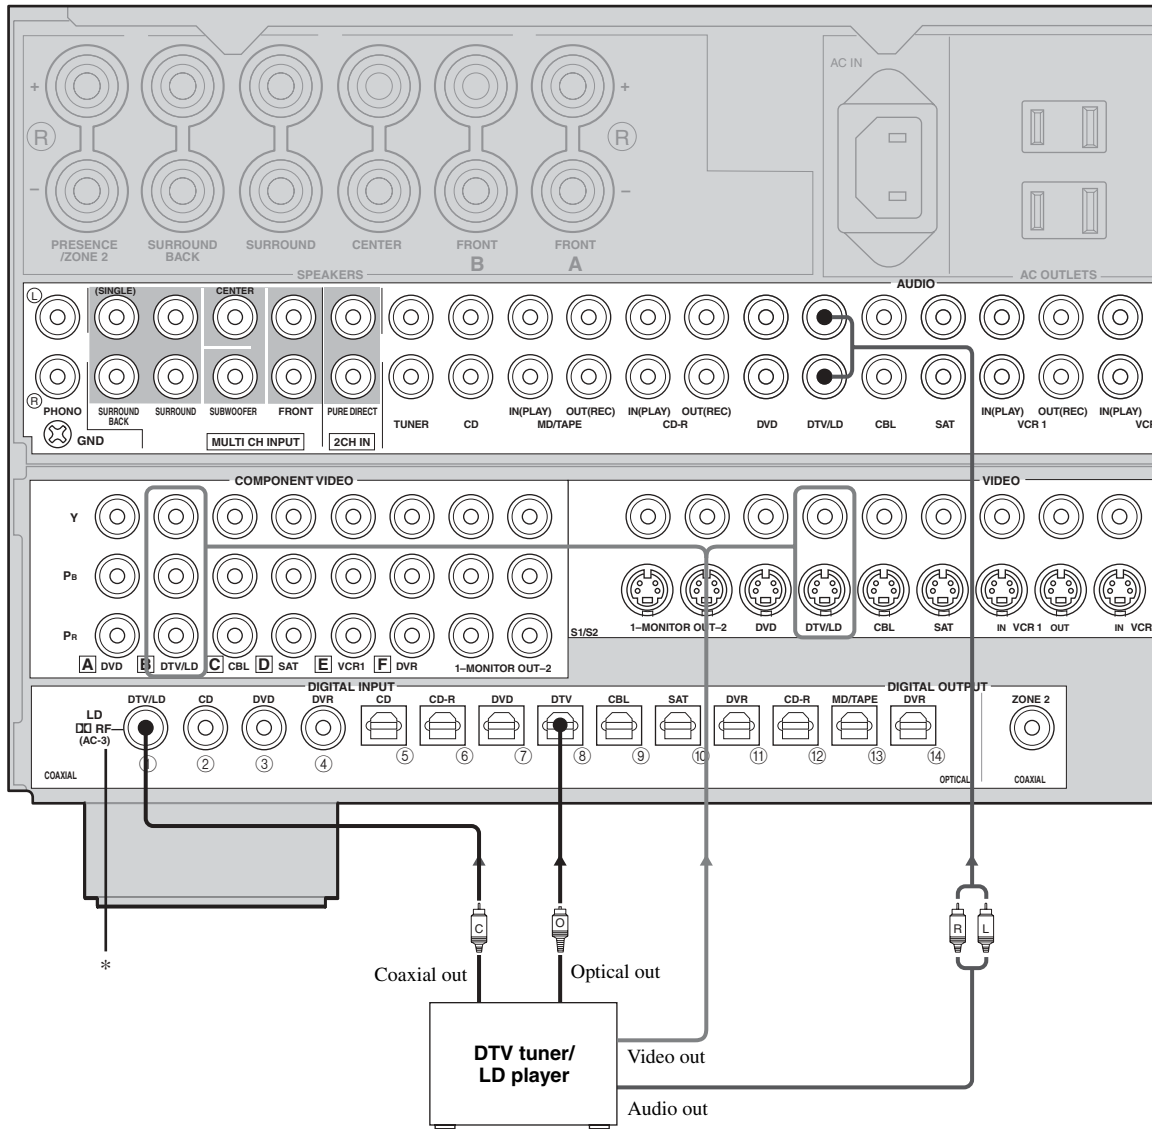 AC IN
+ +
R R
– –
PRESENCE /ZONE 2 SURROUND BACK SURROUND CENTER FRONT B FRONT A
SPEAKERS AC OUTLETS
AUDIO
L (SINGLE) CENTER
R
PHONO SURROUND BACK SURROUND SUBWOOFER FRONT PURE DIRECT TUNER CD IN(PLAY) OUT(REC) MD/TAPE IN(PLAY) OUT(REC) CD-R DVD DTV/LD CBL SAT IN(PLAY) OUT(REC) VCR 1 IN(PLAY) VCR
GND MULTI CH INPUT 2CH IN
COMPONENT VIDEO VIDEO
Y
PB
PR
S1/S2 1–MONITOR OUT–2 DVD DTV/LD CBL SAT IN VCR 1 OUT IN VCR
A DVD B DTV/LD C CBL D SAT E VCR1 F DVR 1–MONITOR OUT–2
DIGITAL INPUT DIGITAL OUTPUT
DTV/LD CD DVD DVR CD CD-R DVD DTV CBL SAT DVR CD-R MD/TAPE DVR ZONE 2
LD
RF
(AC-3)
① ② ③ ④ ⑤ ⑥ ⑦ ⑧ ⑨ ⑩ ⑪ ⑫ ⑬ ⑭
COAXIAL OPTICAL COAXIAL
C O R L
*
Coaxial out Optical out
DTV tuner/
LD player
Video out
Audio out